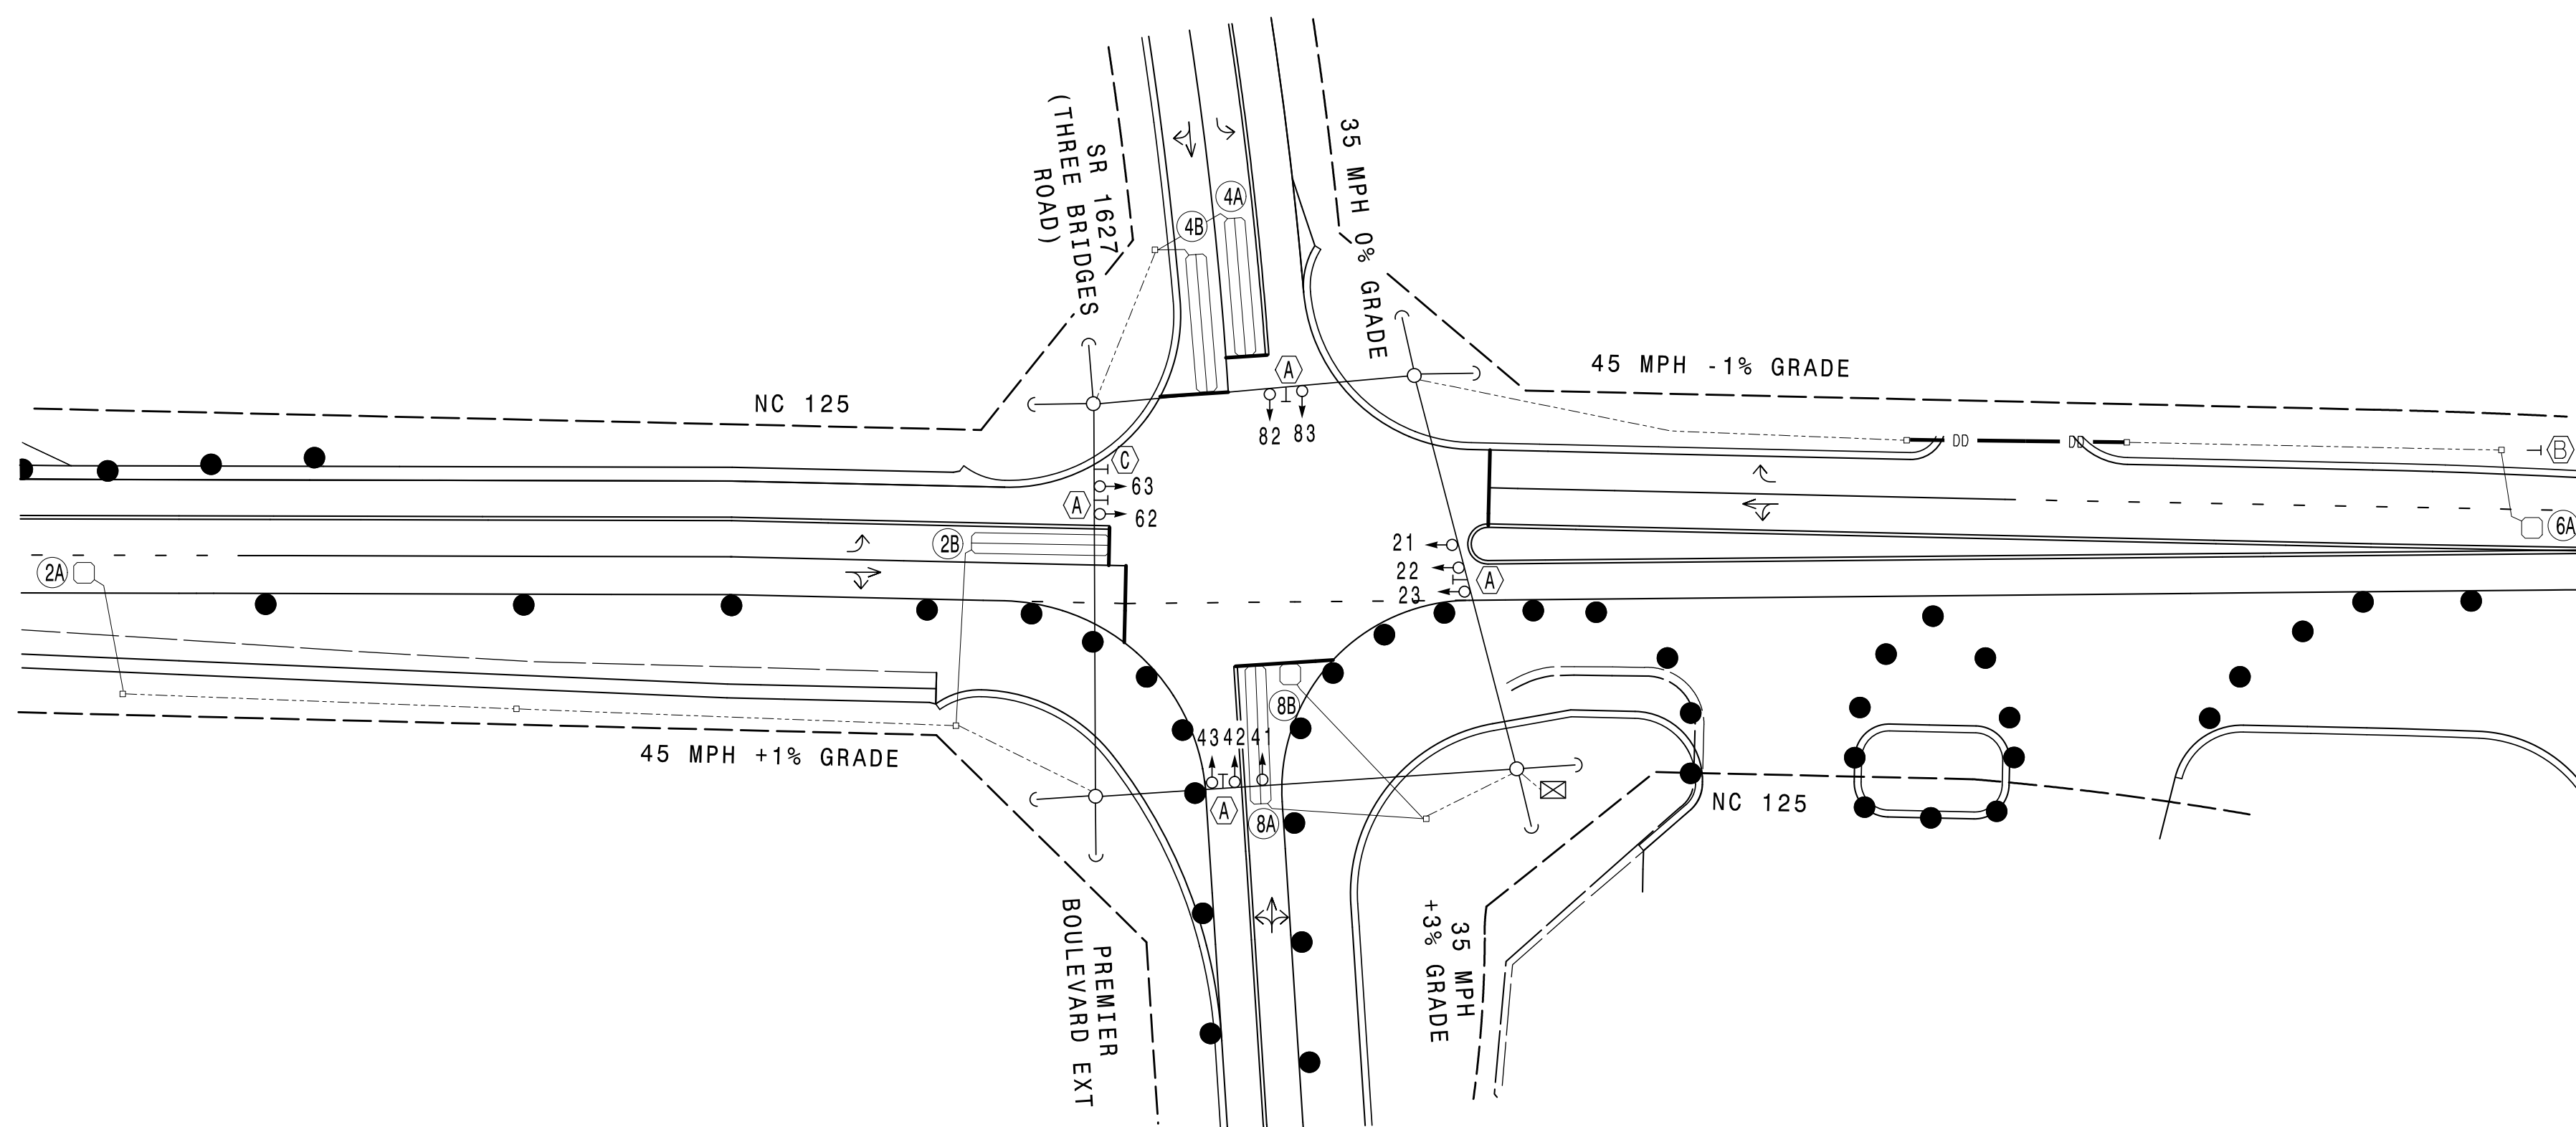 SR 1627
(THREE BRIDGES
ROAD)
35 MPH 0% GRADE
4A
4B
45 MPH -1% GRADE
NC 125
A
82 83
C
63
A
62
DD
DD
B
6A
2A
2B
21
22
A
23
8B
43 42 41
A
8A
45 MPH +1% GRADE
NC 125
PREMIER
BOULEVARD EXT
35 MPH
+3% GRADE